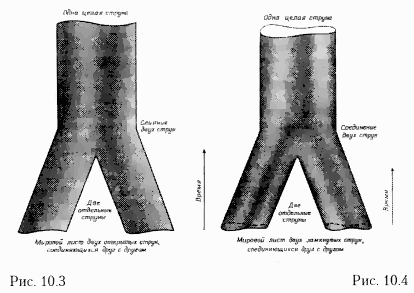 Одна целая струна
Слияние
двух струн
Две
отдельные
струны
Время
Мировой лист двух открытых струн,
соединяющихся друг с другом
Рис. 10.3
Одна целая струна
Соединение
двух струн
Две
отдельные
струны
Время
Мировой лист двух замкнутых струн,
соединяющихся друг с другом
Рис. 10.4